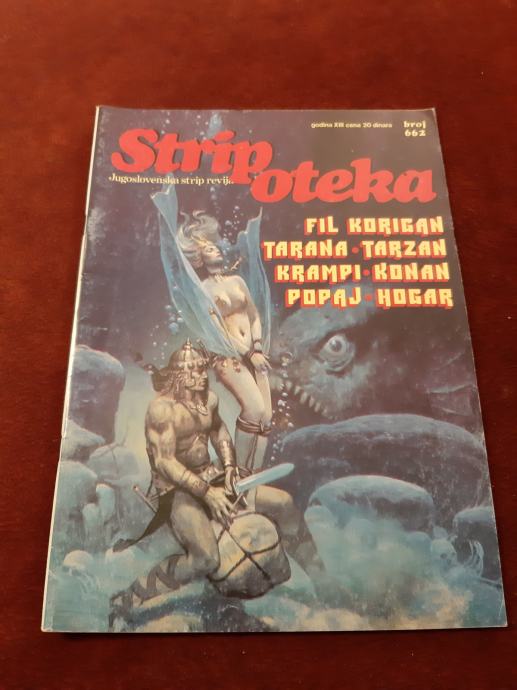 godina XIII cena 20 dinara broj 662
Strip oteka
Jugoslovenska strip revija
FIL KORIGAN
TARANA • TARZAN
KRAMPI • KONAN
POPAJ • HOGAR